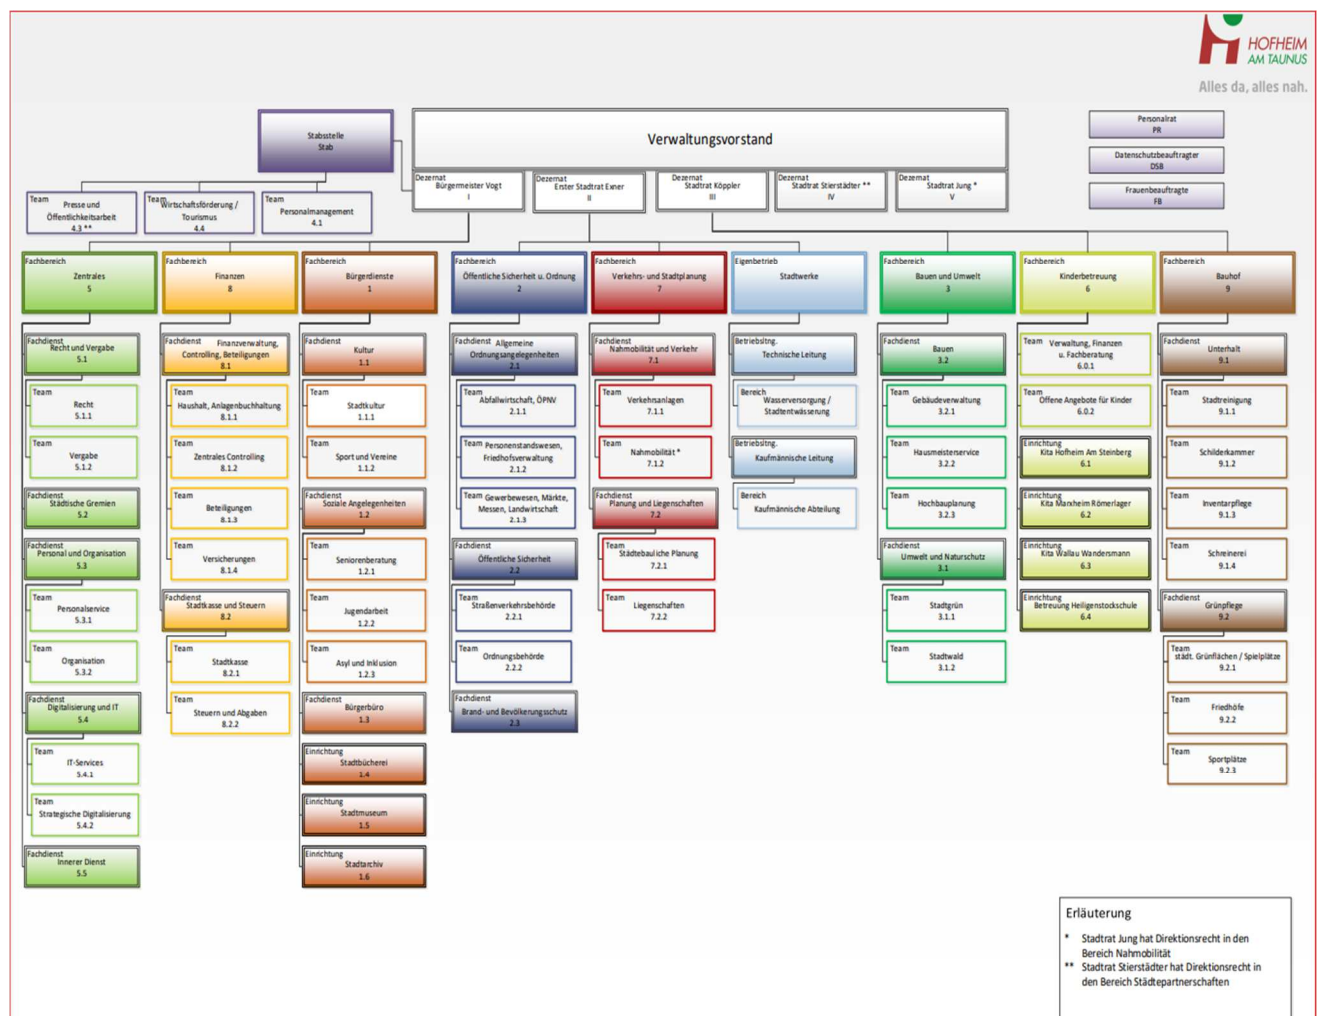 HOFHEIM
AM TAUNUS
Alles da, alles nah.
Stabsstelle
Stab
Verwaltungsvorstand
Personalrat
PR
Datenschutzbeauftragter
DSB
Frauenbeauftragte
FB
Dezernat
Bürgermeister Vogt
I
Dezernat
Erster Stadtrat Exner
II
Dezernat
Stadtrat Köppler
III
Dezernat
Stadtrat Stierstädter **
IV
Dezernat
Stadtrat Jung *
V
Team
Presse und
Öffentlichkeitsarbeit
4.3 **
Team
Wirtschaftsförderung /
Tourismus
4.4
Team
Personalmanagement
4.1
Fachbereich
Zentrales
5
Fachdienst
Recht und Vergabe
5.1
Team
Recht
5.1.1
Team
Vergabe
5.1.2
Fachdienst
Städtische Gremien
5.2
Fachdienst
Personal und Organisation
5.3
Team
Personalservice
5.3.1
Team
Organisation
5.3.2
Fachdienst
Digitalisierung und IT
5.4
Team
IT-Services
5.4.1
Team
Strategische Digitalisierung
5.4.2
Fachdienst
Innerer Dienst
5.5
Fachbereich
Finanzen
8
Fachdienst
Finanzverwaltung,
Controlling, Beteiligungen
8.1
Team
Haushalt, Anlagenbuchhaltung
8.1.1
Team
Zentrales Controlling
8.1.2
Team
Beteiligungen
8.1.3
Team
Versicherungen
8.1.4
Fachdienst
Stadtkasse und Steuern
8.2
Team
Stadtkasse
8.2.1
Team
Steuern und Abgaben
8.2.2
Fachbereich
Bürgerdienste
1
Fachdienst
Kultur
1.1
Team
Stadtkultur
1.1.1
Team
Sport und Vereine
1.1.2
Fachdienst
Soziale Angelegenheiten
1.2
Team
Seniorenberatung
1.2.1
Team
Jugendarbeit
1.2.2
Team
Asyl und Inklusion
1.2.3
Fachdienst
Bürgerbüro
1.3
Einrichtung
Stadtbücherei
1.4
Einrichtung
Stadtmuseum
1.5
Einrichtung
Stadtarchiv
1.6
Fachbereich
Öffentliche Sicherheit u. Ordnung
2
Fachdienst
Allgemeine
Ordnungsangelegenheiten
2.1
Team
Abfallwirtschaft, ÖPNV
2.1.1
Team
Personenstandswesen,
Friedhofsverwaltung
2.1.2
Team
Gewerbewesen, Märkte,
Messen, Landwirtschaft
2.1.3
Fachdienst
Öffentliche Sicherheit
2.2
Team
Straßenverkehrsbehörde
2.2.1
Team
Ordnungsbehörde
2.2.2
Fachdienst
Brand- und Bevölkerungsschutz
2.3
Fachbereich
Verkehrs- und Stadtplanung
7
Fachdienst
Nahmobilität und Verkehr
7.1
Team
Verkehrsanlagen
7.1.1
Team
Nahmobilität *
7.1.2
Fachdienst
Planung und Liegenschaften
7.2
Team
Städtebauliche Planung
7.2.1
Team
Liegenschaften
7.2.2
Eigenbetrieb
Stadtwerke
Betriebsltng.
Technische Leitung
Bereich
Wasserversorgung /
Stadtentwässerung
Betriebsltng.
Kaufmännische Leitung
Bereich
Kaufmännische Abteilung
Fachbereich
Bauen und Umwelt
3
Fachdienst
Bauen
3.2
Team
Gebäudeverwaltung
3.2.1
Team
Hausmeisterservice
3.2.2
Team
Hochbauplanung
3.2.3
Fachdienst
Umwelt und Naturschutz
3.1
Team
Stadtgrün
3.1.1
Team
Stadtwald
3.1.2
Fachbereich
Kinderbetreuung
6
Team
Verwaltung, Finanzen
u. Fachberatung
6.0.1
Team
Offene Angebote für Kinder
6.0.2
Einrichtung
Kita Hofheim Am Steinberg
6.1
Einrichtung
Kita Marxheim Römerlager
6.2
Einrichtung
Kita Wallau Wandersmann
6.3
Einrichtung
Betreuung Heiligenstockschule
6.4
Fachbereich
Bauhof
9
Fachdienst
Unterhalt
9.1
Team
Stadtreinigung
9.1.1
Team
Schilderkammer
9.1.2
Team
Inventarpflege
9.1.3
Team
Schreinerei
9.1.4
Fachdienst
Grünpflege
9.2
Team
städt. Grünflächen / Spielplätze
9.2.1
Team
Friedhöfe
9.2.2
Team
Sportplätze
9.2.3
Erläuterung
* Stadtrat Jung hat Direktionsrecht in den
Bereich Nahmobilität
** Stadtrat Stierstädter hat Direktionsrecht in
den Bereich Städtepartnerschaften